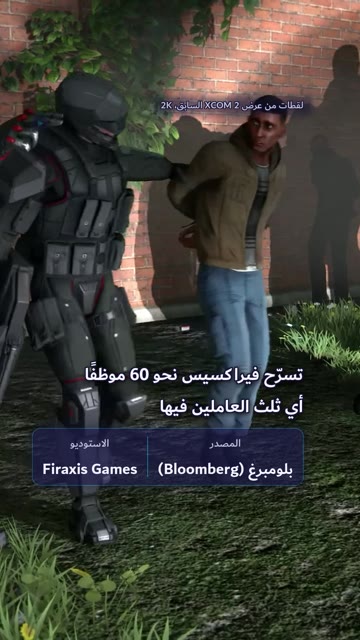 لقطات من عرض XCOM 2 السابق، 2K
تسرّح فيراكسيس نحو 60 موظفًا
أي ثلث العاملين فيها
المصدر
الاستوديو
بلومبرغ (Bloomberg)
Firaxis Games